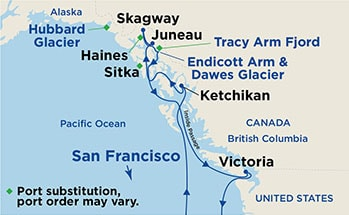 Alaska
Hubbard
Glacier
Skagway
Juneau
Tracy Arm Fjord
Haines
Sitka
Endicott Arm &
Dawes Glacier
Ketchikan
Inside Passage
Pacific Ocean
CANADA
British Columbia
San Francisco
Victoria
Port substitution,
port order may vary.
UNITED STATES